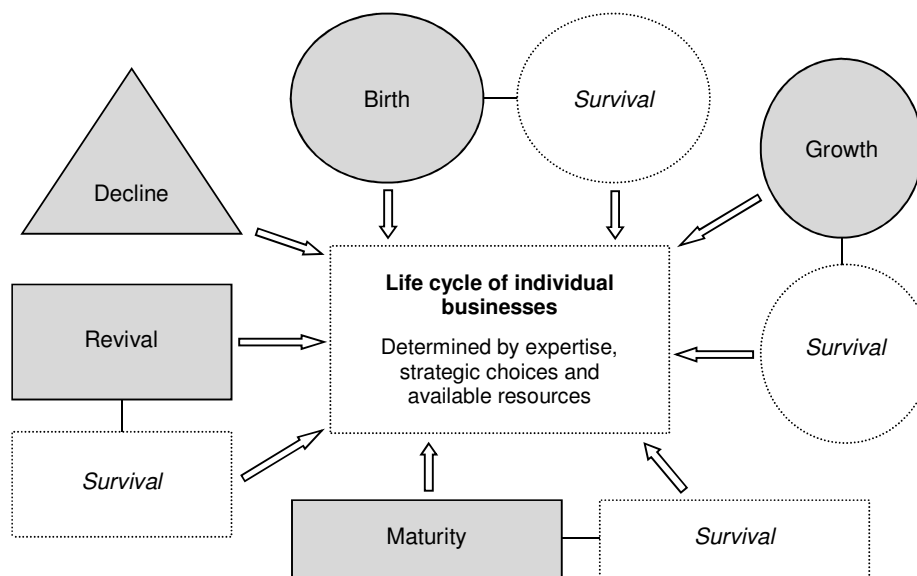 Birth
Survival
Growth
Decline
Life cycle of individual
businesses
Determined by expertise,
strategic choices and
available resources
Revival
Survival
Survival
Maturity
Survival